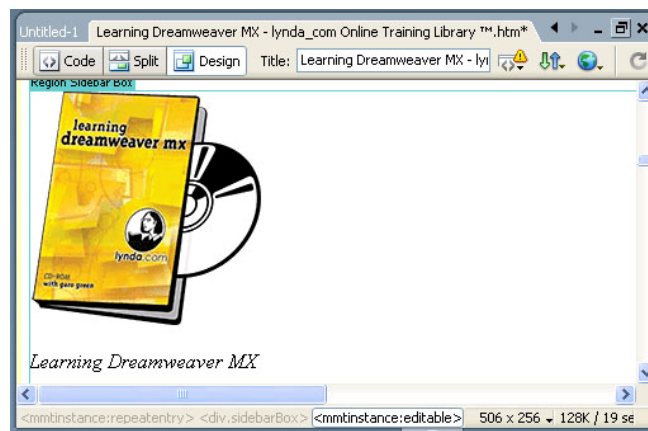 Untitled-1 Learning Dreamweaver MX - lynda_com Online Training Library ™.htm*
Code Split Design Title: Learning Dreamweaver MX - lyı
Region Sidebar Box
learning
dreamweaver mx
lynda.com
CD-ROM
with garo green
Learning Dreamweaver MX
<mmtinstance:repeatentry> <div.sidebarBox> <mmtinstance:editable> 506 x 256 128K / 19 se